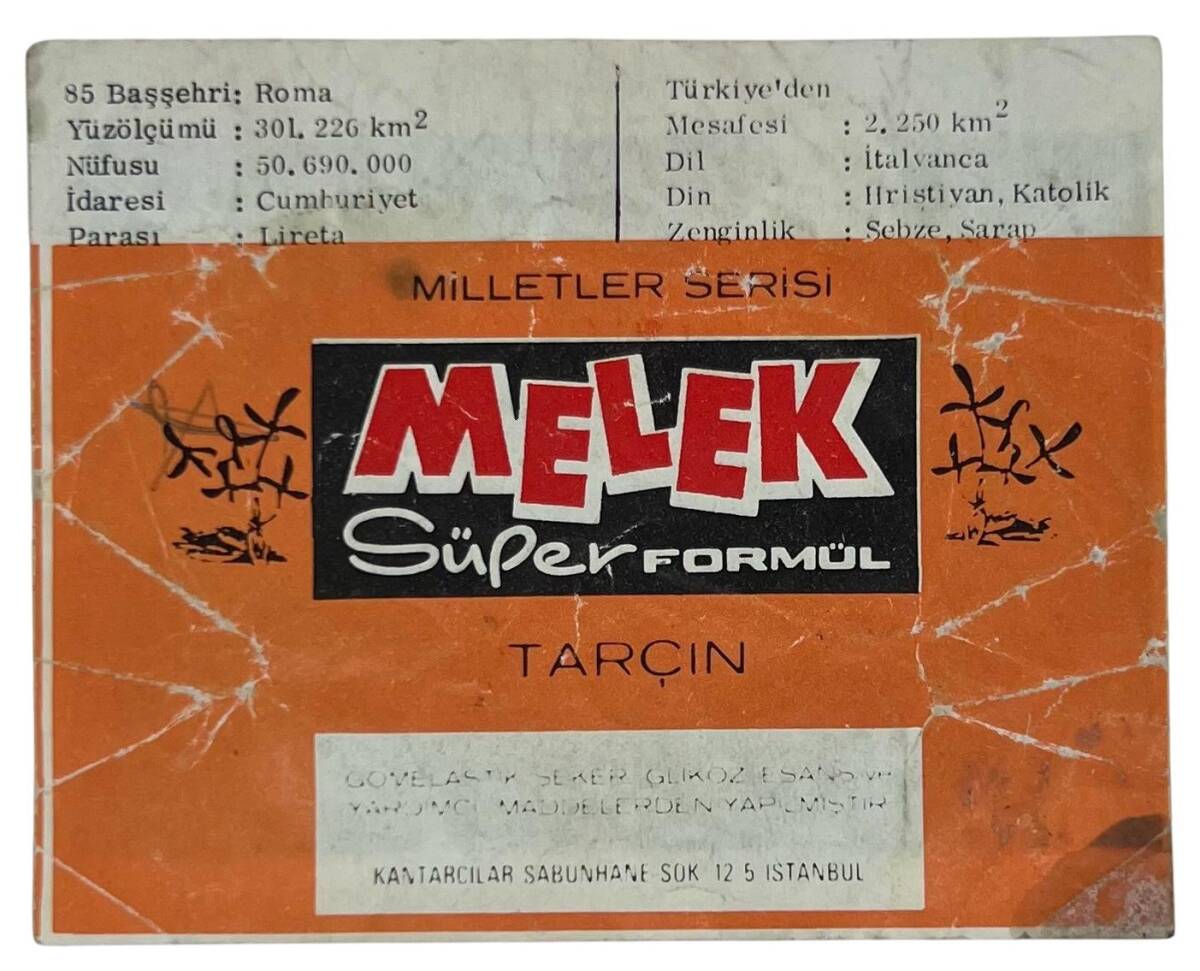 85 Başşehri: Roma
Yüzölçümü : 301. 226 km²
Nüfusu : 50. 690. 000
İdaresi : Cumhuriyet
Parası : Lireta
Türkiye'den
Mesafesi : 2. 250 km²
Dil : İtalyanca
Din : Hristiyan, Katolik
Zenginlik : Sebze, Şarap
MİLLETLER SERİSİ
MELEK
Süper FORMÜL
TARÇIN
GOMELASTİK ŞEKER GLİKOZ ESANS VE
YARDIMCI MADDELERDEN YAPILMIŞTIR
KANTARCILAR SABUNHANE SOK 12 5 İSTANBUL